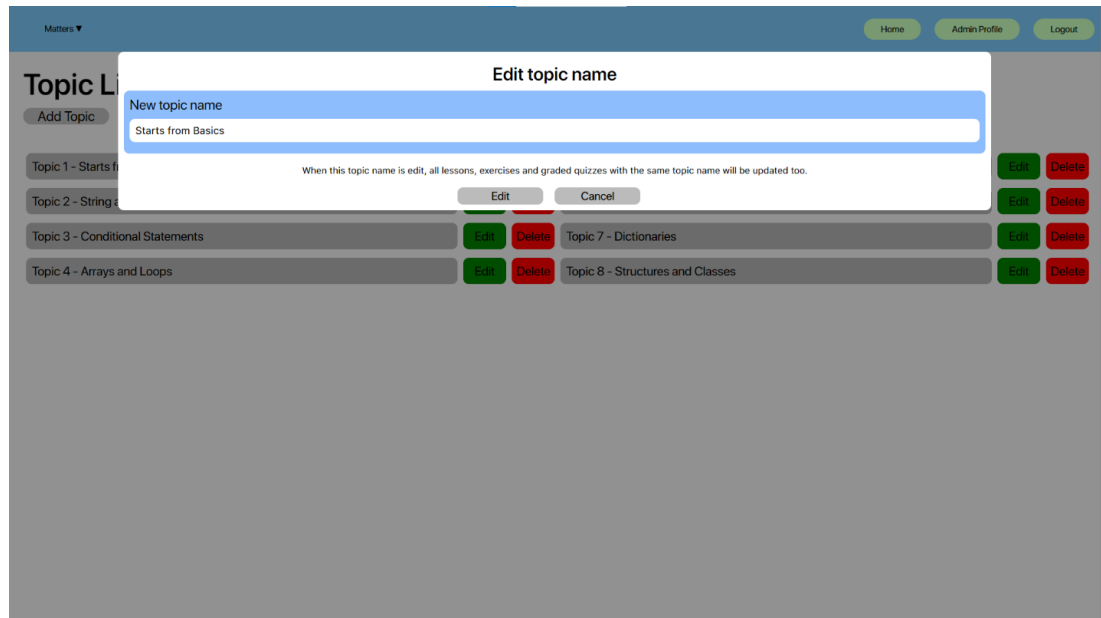 Matters ▼
Home
Admin Profile
Logout
Edit topic name
Topic Li
New topic name
Add Topic
Starts from Basics
Topic 1 - Starts f
Edit
Delete
When this topic name is edit, all lessons, exercises and graded quizzes with the same topic name will be updated too.
Edit
Cancel
Topic 2 - String
Edit
Delete
Topic 3 - Conditional Statements
Edit
Delete
Topic 7 - Dictionaries
Edit
Delete
Topic 4 - Arrays and Loops
Edit
Delete
Topic 8 - Structures and Classes
Edit
Delete